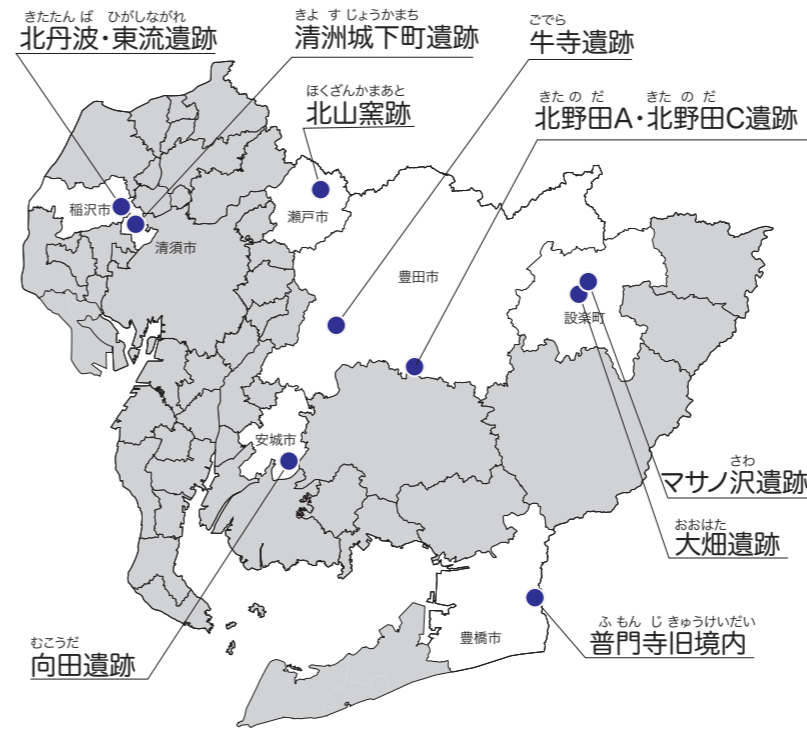 きたたんば ひがしながれ
北丹波・東流遺跡
きよすじょうかまち
清洲城下町遺跡
ごでら
牛寺遺跡
ほくざんかまあと
北山窯跡
きたのだ きたのだ
北野田A・北野田C遺跡
稲沢市
清須市
瀬戸市
豊田市
設楽町
安城市
さわ
マサノ沢遺跡
おおはた
大畑遺跡
ふもんじきゅうけいだい
普門寺旧境内
豊橋市
むこうだ
向田遺跡